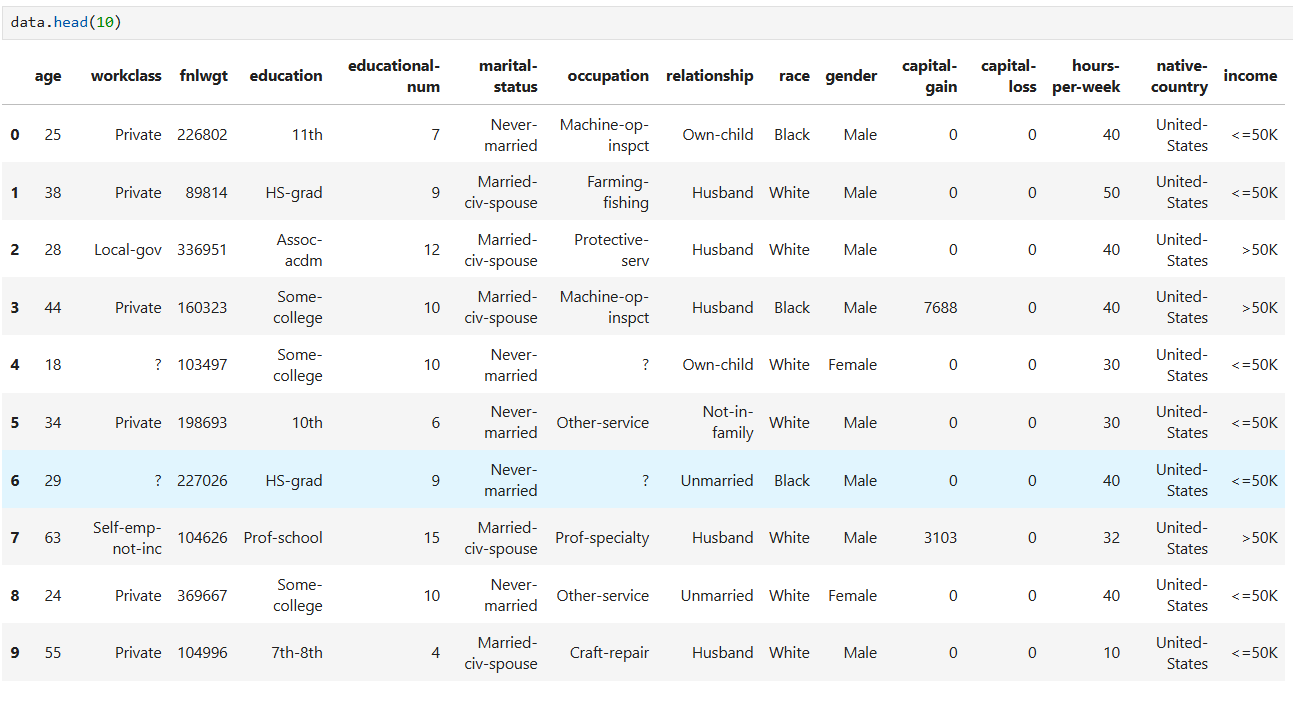 data.head(10)
age workclass fnlwgt education educational-num marital-status occupation relationship race gender capital-gain capital-loss hours-per-week native-country income
0 25 Private 226802 11th 7 Never-married Machine-op-inspct Own-child Black Male 0 0 40 United-States <=50K
1 38 Private 89814 HS-grad 9 Married-civ-spouse Farming-fishing Husband White Male 0 0 50 United-States <=50K
2 28 Local-gov 336951 Assoc-acdm 12 Married-civ-spouse Protective-serv Husband White Male 0 0 40 United-States >50K
3 44 Private 160323 Some-college 10 Married-civ-spouse Machine-op-inspct Husband Black Male 7688 0 40 United-States >50K
4 18 ? 103497 Some-college 10 Never-married ? Own-child White Female 0 0 30 United-States <=50K
5 34 Private 198693 10th 6 Never-married Other-service Not-in-family White Male 0 0 30 United-States <=50K
6 29 ? 227026 HS-grad 9 Never-married ? Unmarried Black Male 0 0 40 United-States <=50K
7 63 Self-emp-not-inc 104626 Prof-school 15 Married-civ-spouse Prof-specialty Husband White Male 3103 0 32 United-States >50K
8 24 Private 369667 Some-college 10 Never-married Other-service Unmarried White Female 0 0 40 United-States <=50K
9 55 Private 104996 7th-8th 4 Married-civ-spouse Craft-repair Husband White Male 0 0 10 United-States <=50K